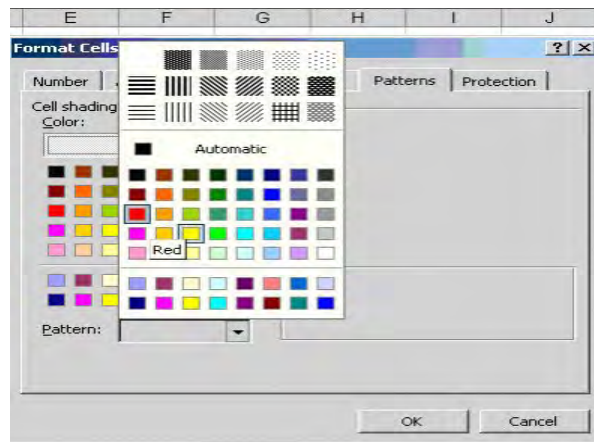 E F G H I J
Format Cells ? ×
Number Patterns Protection
Cell shading
Color:
Automatic
Red
Pattern:
OK Cancel